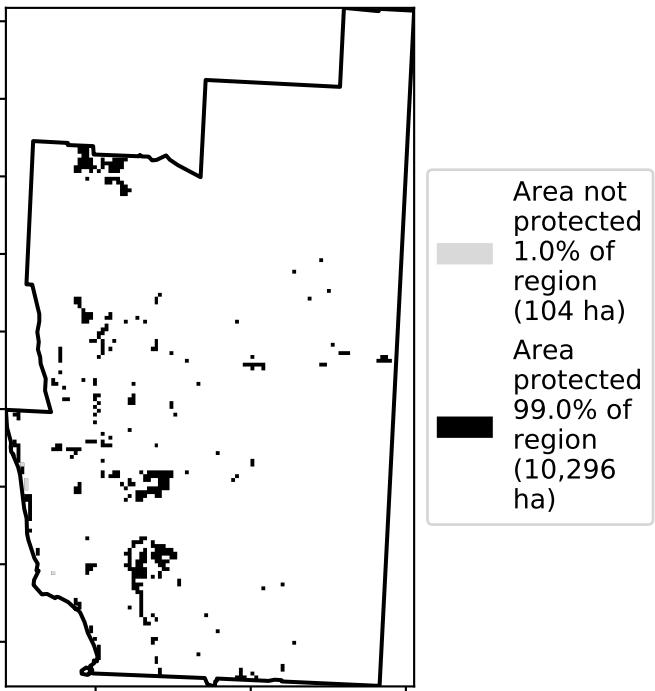 Area not
protected
1.0% of
region
(104 ha)
Area
protected
99.0% of
region
(10,296
ha)